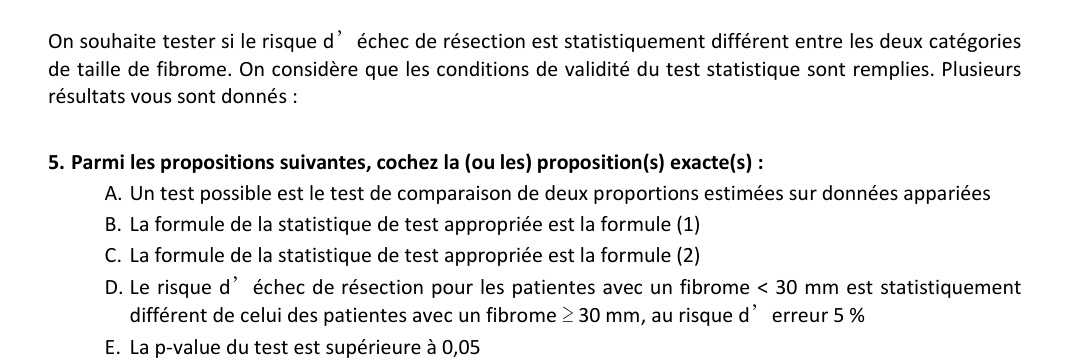 On souhaite tester si le risque d’ échec de résection est statistiquement différent entre les deux catégories
de taille de fibrome. On considère que les conditions de validité du test statistique sont remplies. Plusieurs
résultats vous sont donnés :
5. Parmi les propositions suivantes, cochez la (ou les) proposition(s) exacte(s) :
A. Un test possible est le test de comparaison de deux proportions estimées sur données appariées
B. La formule de la statistique de test appropriée est la formule (1)
C. La formule de la statistique de test appropriée est la formule (2)
D. Le risque d’ échec de résection pour les patientes avec un fibrome < 30 mm est statistiquement
différent de celui des patientes avec un fibrome ≥ 30 mm, au risque d’ erreur 5 %
E. La p-value du test est supérieure à 0,05